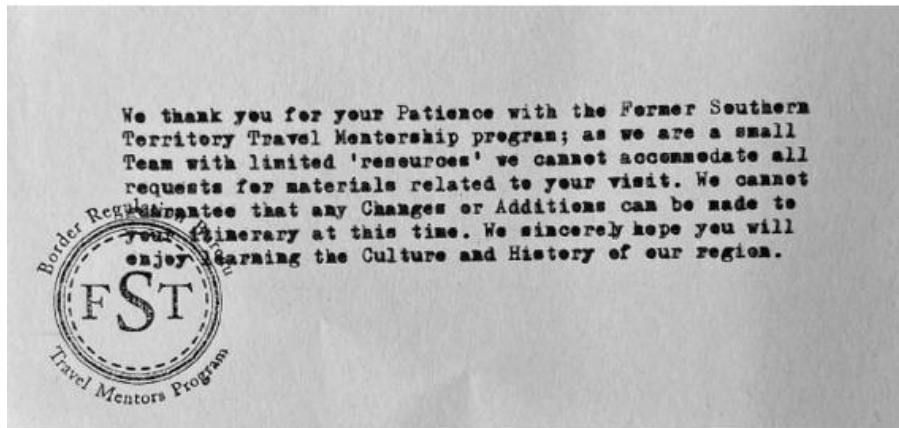 We thank you for your Patience with the Former Southern
Territory Travel Mentorship program; as we are a small
Team with limited 'resources' we cannot accommodate all
requests for materials related to your visit. We cannot
guarantee that any Changes or Additions can be made to
your Itinerary at this time. We sincerely hope you will
enjoy learning the Culture and History of our region.
Border Regulations Bureau
FST
Travel Mentors Program